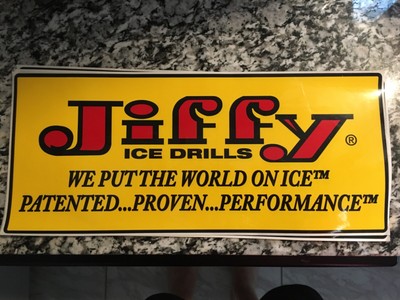 Jiffy®
ICE DRILLS
WE PUT THE WORLD ON ICE™
PATENTED...PROVEN...PERFORMANCE™